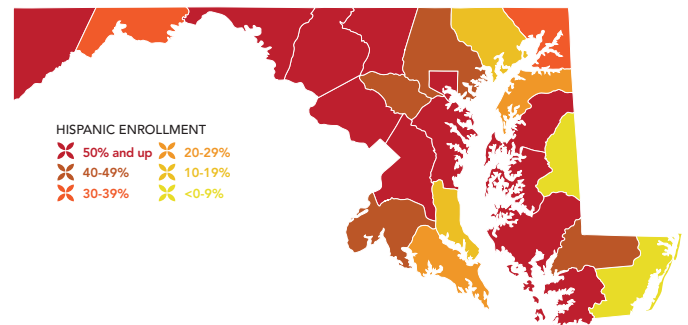 HISPANIC ENROLLMENT
50% and up
40-49%
30-39%
20-29%
10-19%
<0-9%